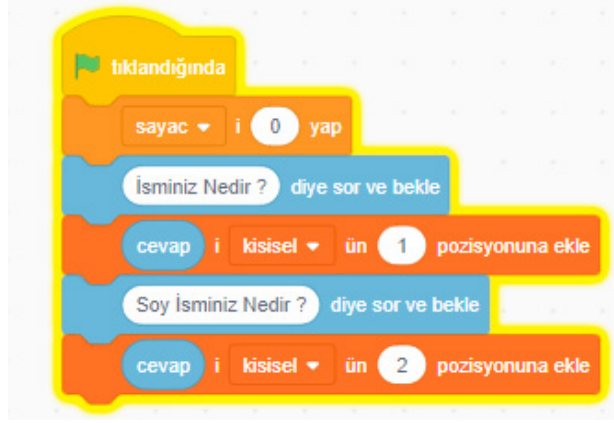 tıklandığında
sayac i 0 yap
İsminiz Nedir ? diye sor ve bekle
cevap i kisisel ün 1 pozisyonuna ekle
Soy İsminiz Nedir ? diye sor ve bekle
cevap i kisisel ün 2 pozisyonuna ekle